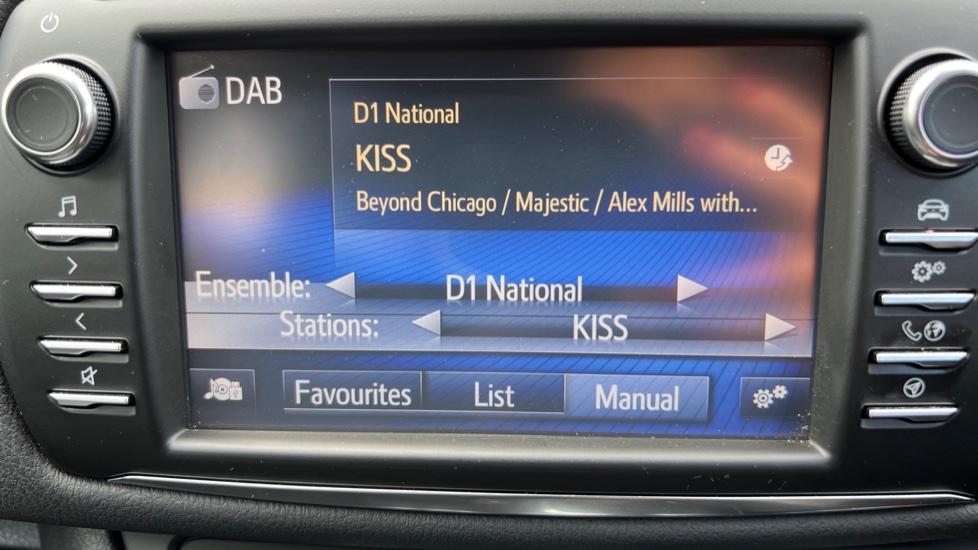 DAB
D1 National
KISS
Beyond Chicago / Majestic / Alex Mills with...
Ensemble: D1 National
Stations: KISS
Favourites List Manual